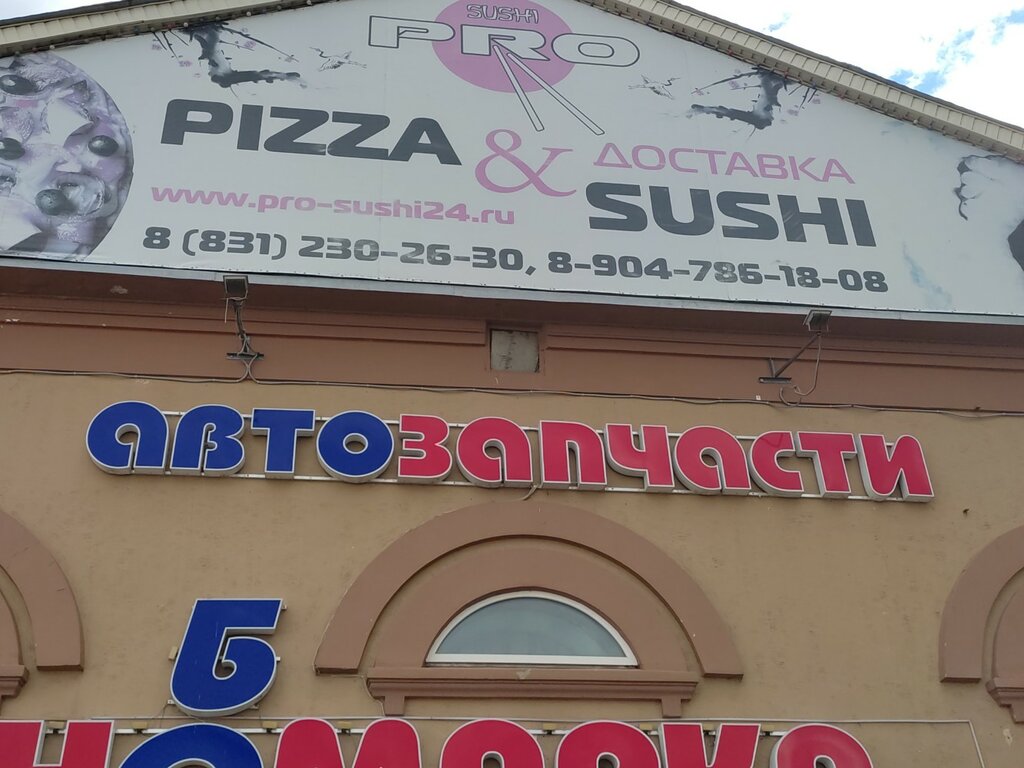 SUSHI
PRO
PIZZA & ДОСТАВКА
SUSHI
www.pro-sushi24.ru
8 (831) 230-26-30, 8-904-786-18-08
автозапчасти
Б